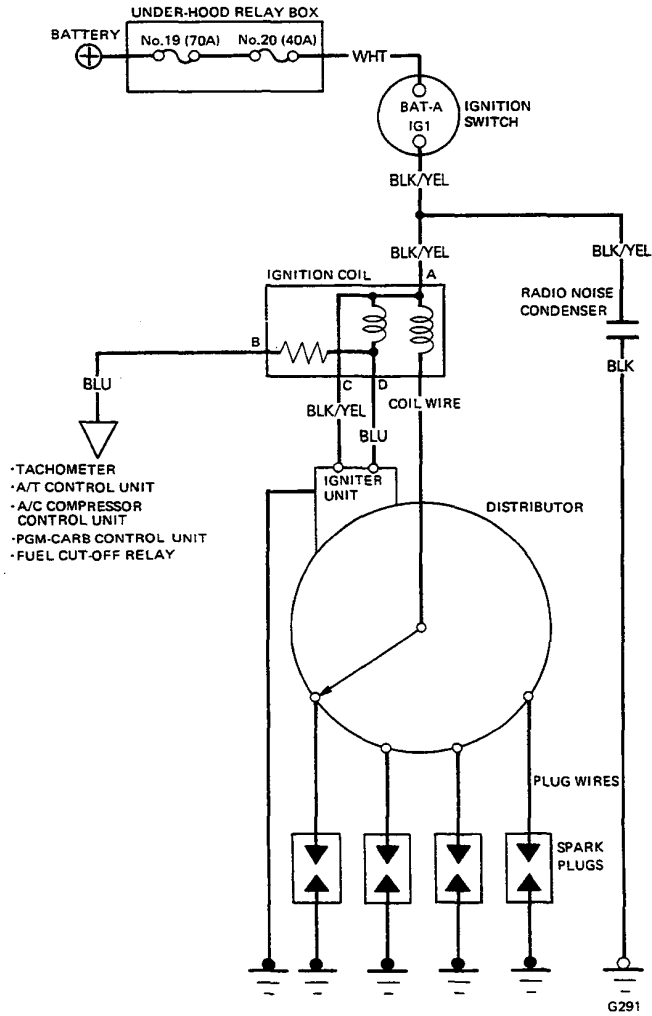 UNDER-HOOD RELAY BOX
BATTERY
No.19 (70A)
No.20 (40A)
WHT
BAT-A
IG1
IGNITION
SWITCH
BLK/YEL
BLK/YEL
BLK/YEL
A
IGNITION COIL
RADIO NOISE
CONDENSER
B
BLU
C
D
BLK/YEL
BLU
COIL WIRE
BLK
·TACHOMETER
·A/T CONTROL UNIT
·A/C COMPRESSOR
CONTROL UNIT
·PGM-CARB CONTROL UNIT
·FUEL CUT-OFF RELAY
IGNITER
UNIT
DISTRIBUTOR
PLUG WIRES
SPARK
PLUGS
G291